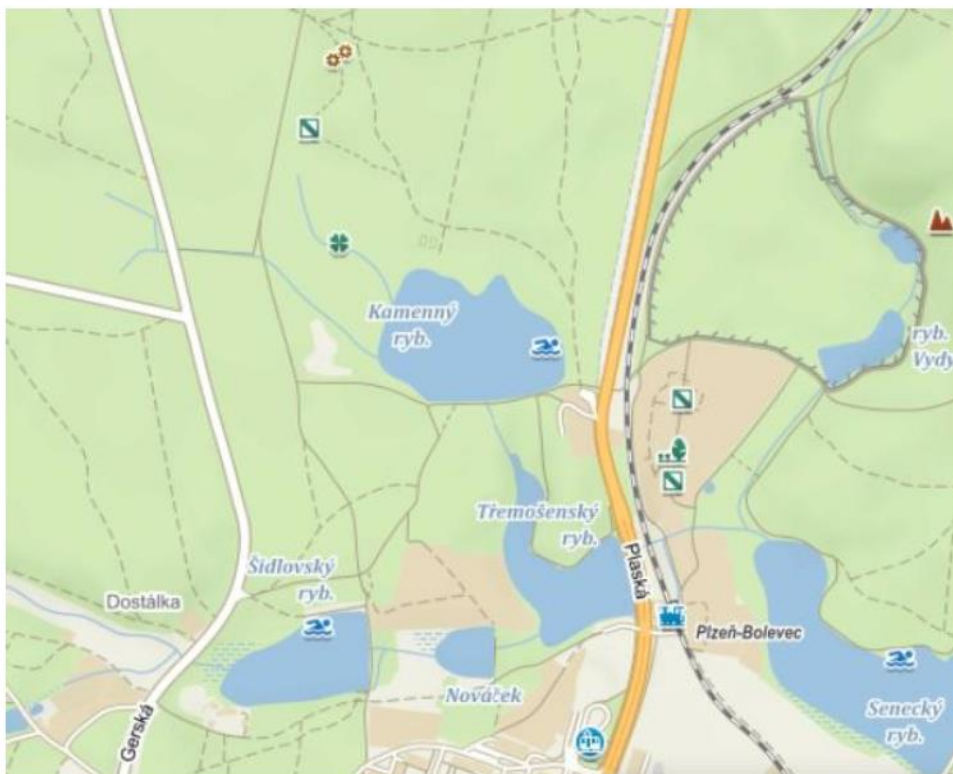 Kamenný
ryb.
ryb.
Vydy
Třemošenský
ryb.
Plaská
Šídlovský
ryb.
Dostálka
Plzeň-Bolevec
Nováček
Senecký
ryb.
Gerská